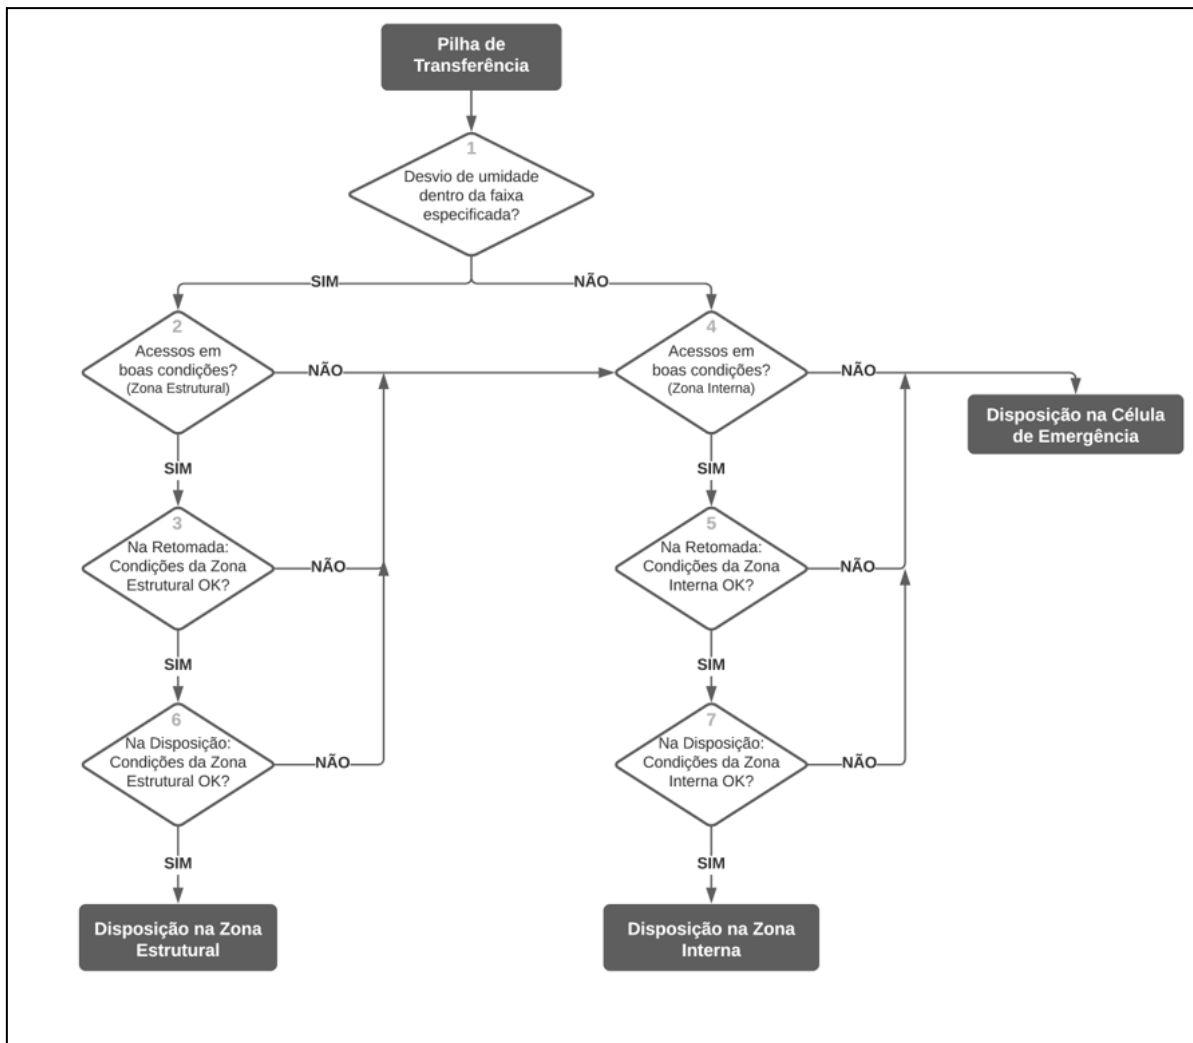 Pilha de
Transferência
1
Desvio de umidade
dentro da faixa
especificada?
SIM
NÃO
2
Acessos em
boas condições?
(Zona Estrutural)
NÃO
4
Acessos em
boas condições?
(Zona Interna)
NÃO
Disposição na Célula
de Emergência
SIM
SIM
3
Na Retomada:
Condições da Zona
Estrutural OK?
NÃO
5
Na Retomada:
Condições da Zona
Interna OK?
NÃO
SIM
SIM
6
Na Disposição:
Condições da Zona
Estrutural OK?
NÃO
7
Na Disposição:
Condições da Zona
Interna OK?
NÃO
SIM
SIM
Disposição na Zona
Estrutural
Disposição na Zona
Interna